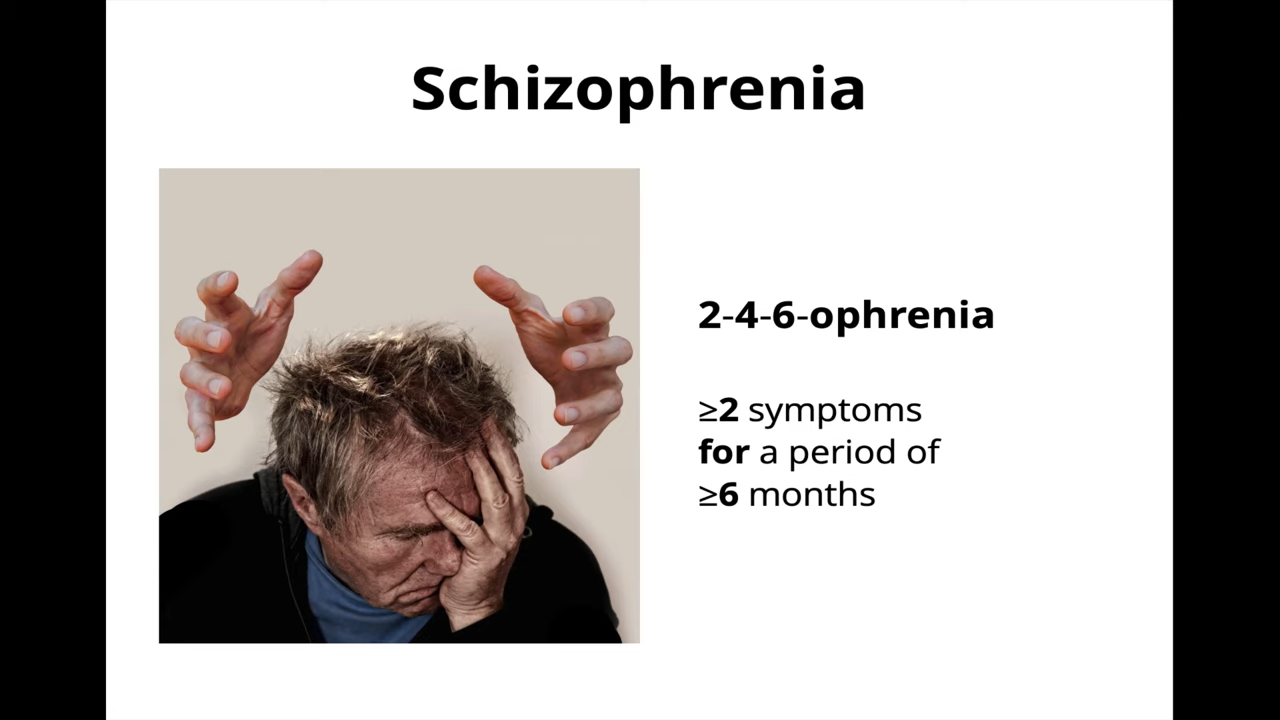 Schizophrenia
2-4-6-ophrenia
≥2 symptoms
for a period of
≥6 months